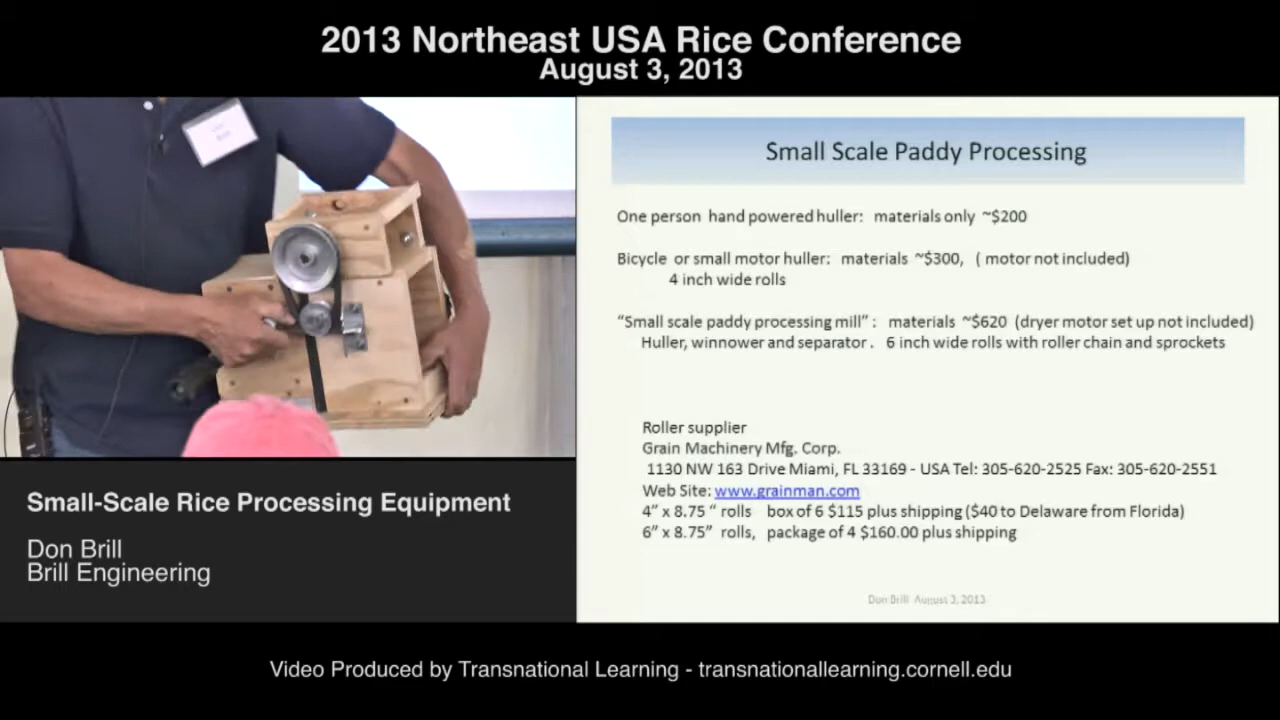 2013 Northeast USA Rice Conference
August 3, 2013
Small Scale Paddy Processing
One person hand powered huller: materials only ~$200
Bicycle or small motor huller: materials ~$300, ( motor not included)
4 inch wide rolls
“Small scale paddy processing mill” : materials ~$620 (dryer motor set up not included)
Huller, winnower and separator . 6 inch wide rolls with roller chain and sprockets
Roller supplier
Grain Machinery Mfg. Corp.
1130 NW 163 Drive Miami, FL 33169 - USA Tel: 305-620-2525 Fax: 305-620-2551
Web Site: www.grainman.com
4” x 8.75 “ rolls box of 6 $115 plus shipping ($40 to Delaware from Florida)
6” x 8.75” rolls, package of 4 $160.00 plus shipping
Don Brill August 3, 2013
Small-Scale Rice Processing Equipment
Don Brill
Brill Engineering
Video Produced by Transnational Learning - transnationallearning.cornell.edu